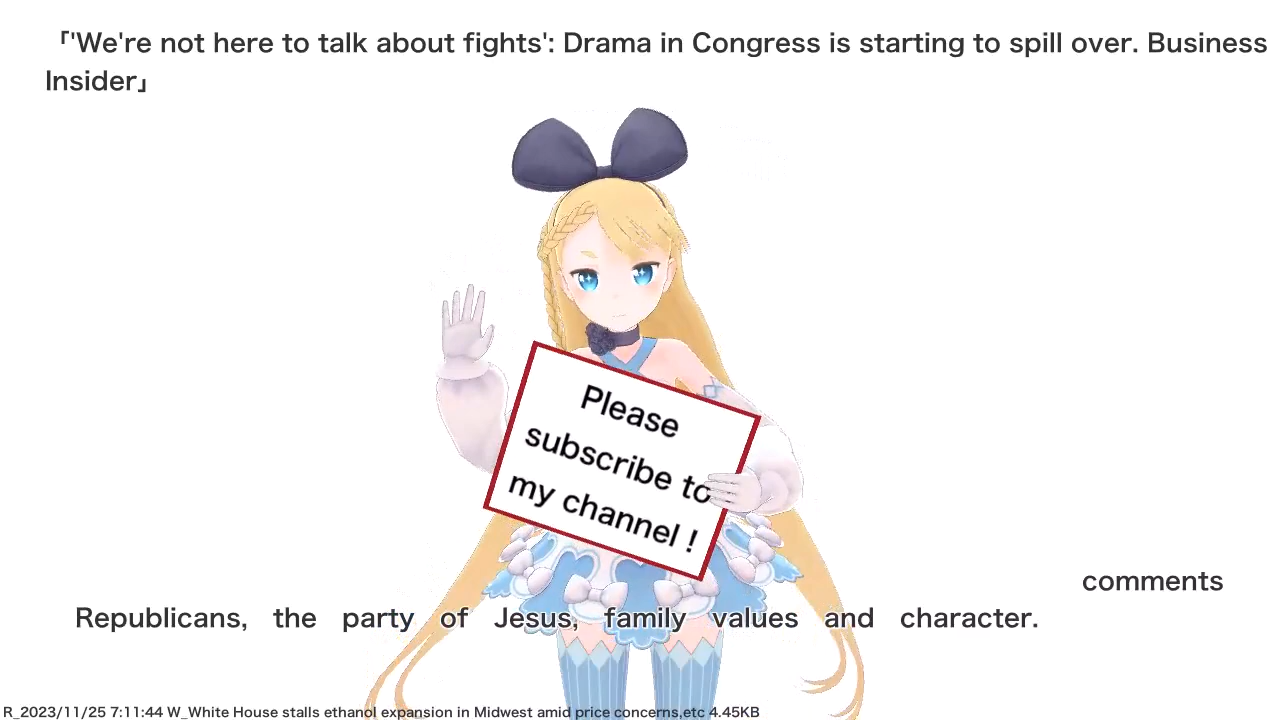 「'We're not here to talk about fights': Drama in Congress is starting to spill over. Business
Insider」
Please
subscribe to
my channel !
comments
Republicans, the party of Jesus, family values and character.
R_2023/11/25 7:11:44 W_White House stalls ethanol expansion in Midwest amid price concerns,etc 4.45KB